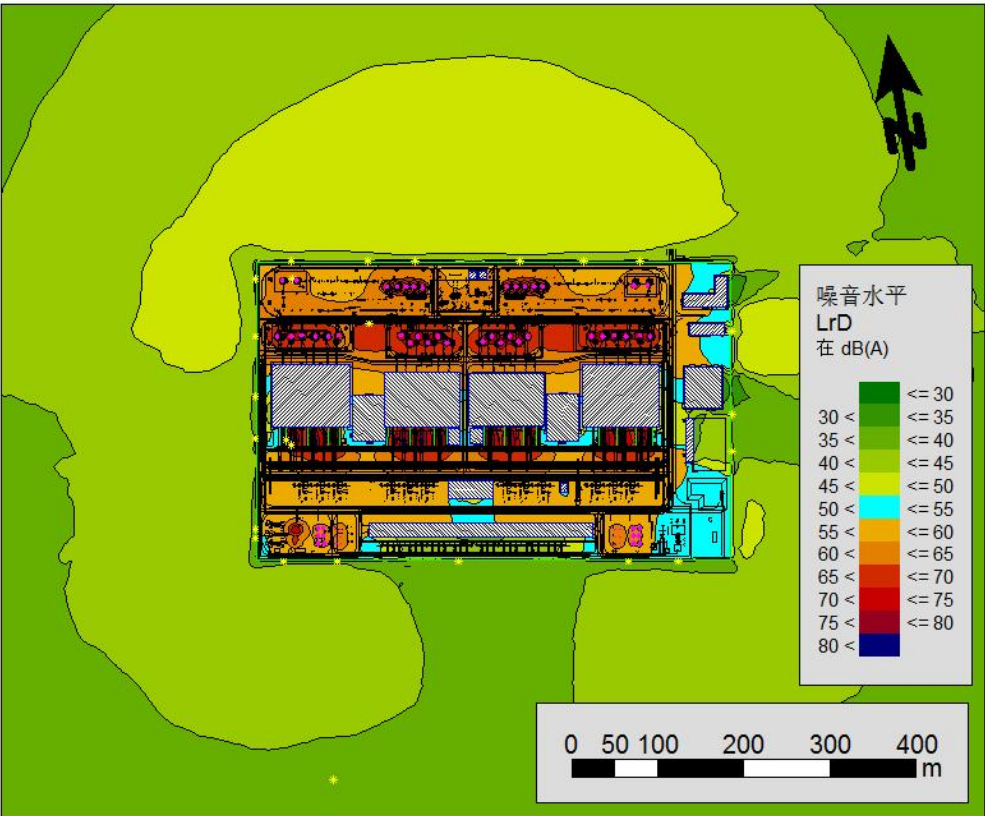 N
噪音水平
LrD
在 dB(A)
<= 30
30 < <= 35
35 < <= 40
40 < <= 45
45 < <= 50
50 < <= 55
55 < <= 60
60 < <= 65
65 < <= 70
70 < <= 75
75 < <= 80
80 <
0 50 100 200 300 400
m